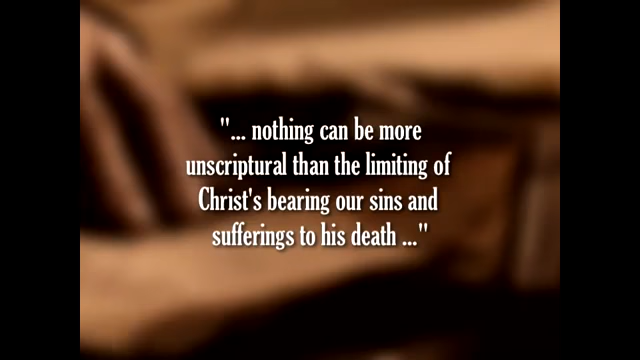 "... nothing can be more
unscriptural than the limiting of
Christ's bearing our sins and
sufferings to his death ..."